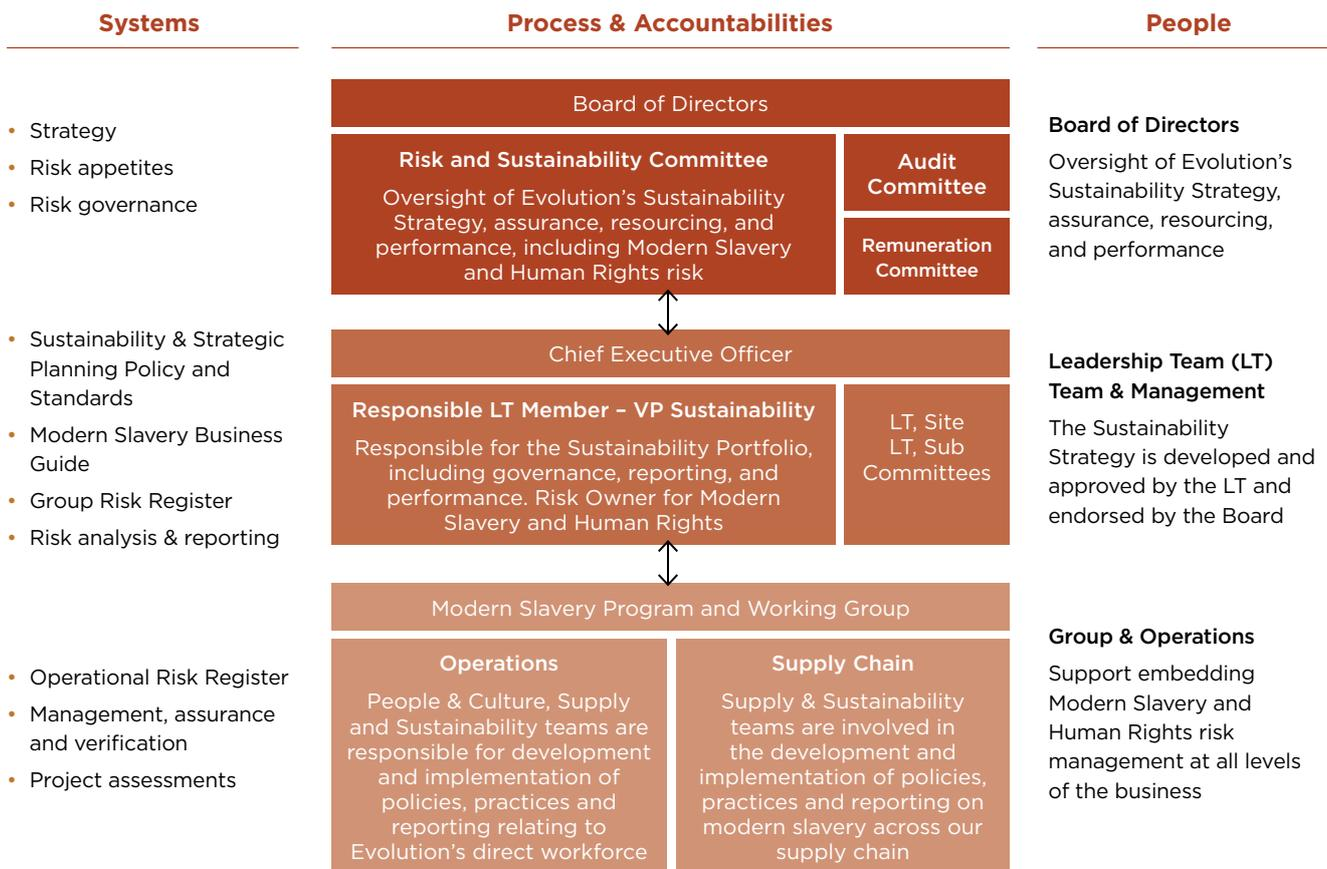 Systems
Process & Accountabilities
People
• Strategy
• Risk appetites
• Risk governance
Board of Directors
Risk and Sustainability Committee
Oversight of Evolution’s Sustainability
Strategy, assurance, resourcing, and
performance, including Modern Slavery
and Human Rights risk
Audit
Committee
Remuneration
Committee
Board of Directors
Oversight of Evolution’s
Sustainability Strategy,
assurance, resourcing,
and performance
• Sustainability & Strategic
Planning Policy and
Standards
• Modern Slavery Business
Guide
• Group Risk Register
• Risk analysis & reporting
Chief Executive Officer
Responsible LT Member – VP Sustainability
Responsible for the Sustainability Portfolio,
including governance, reporting, and
performance. Risk Owner for Modern
Slavery and Human Rights
LT, Site
LT, Sub
Committees
Leadership Team (LT)
Team & Management
The Sustainability
Strategy is developed and
approved by the LT and
endorsed by the Board
• Operational Risk Register
• Management, assurance
and verification
• Project assessments
Modern Slavery Program and Working Group
Operations
People & Culture, Supply
and Sustainability teams are
responsible for development
and implementation of
policies, practices and
reporting relating to
Evolution’s direct workforce
Supply Chain
Supply & Sustainability
teams are involved in
the development and
implementation of policies,
practices and reporting on
modern slavery across our
supply chain
Group & Operations
Support embedding
Modern Slavery and
Human Rights risk
management at all levels
of the business